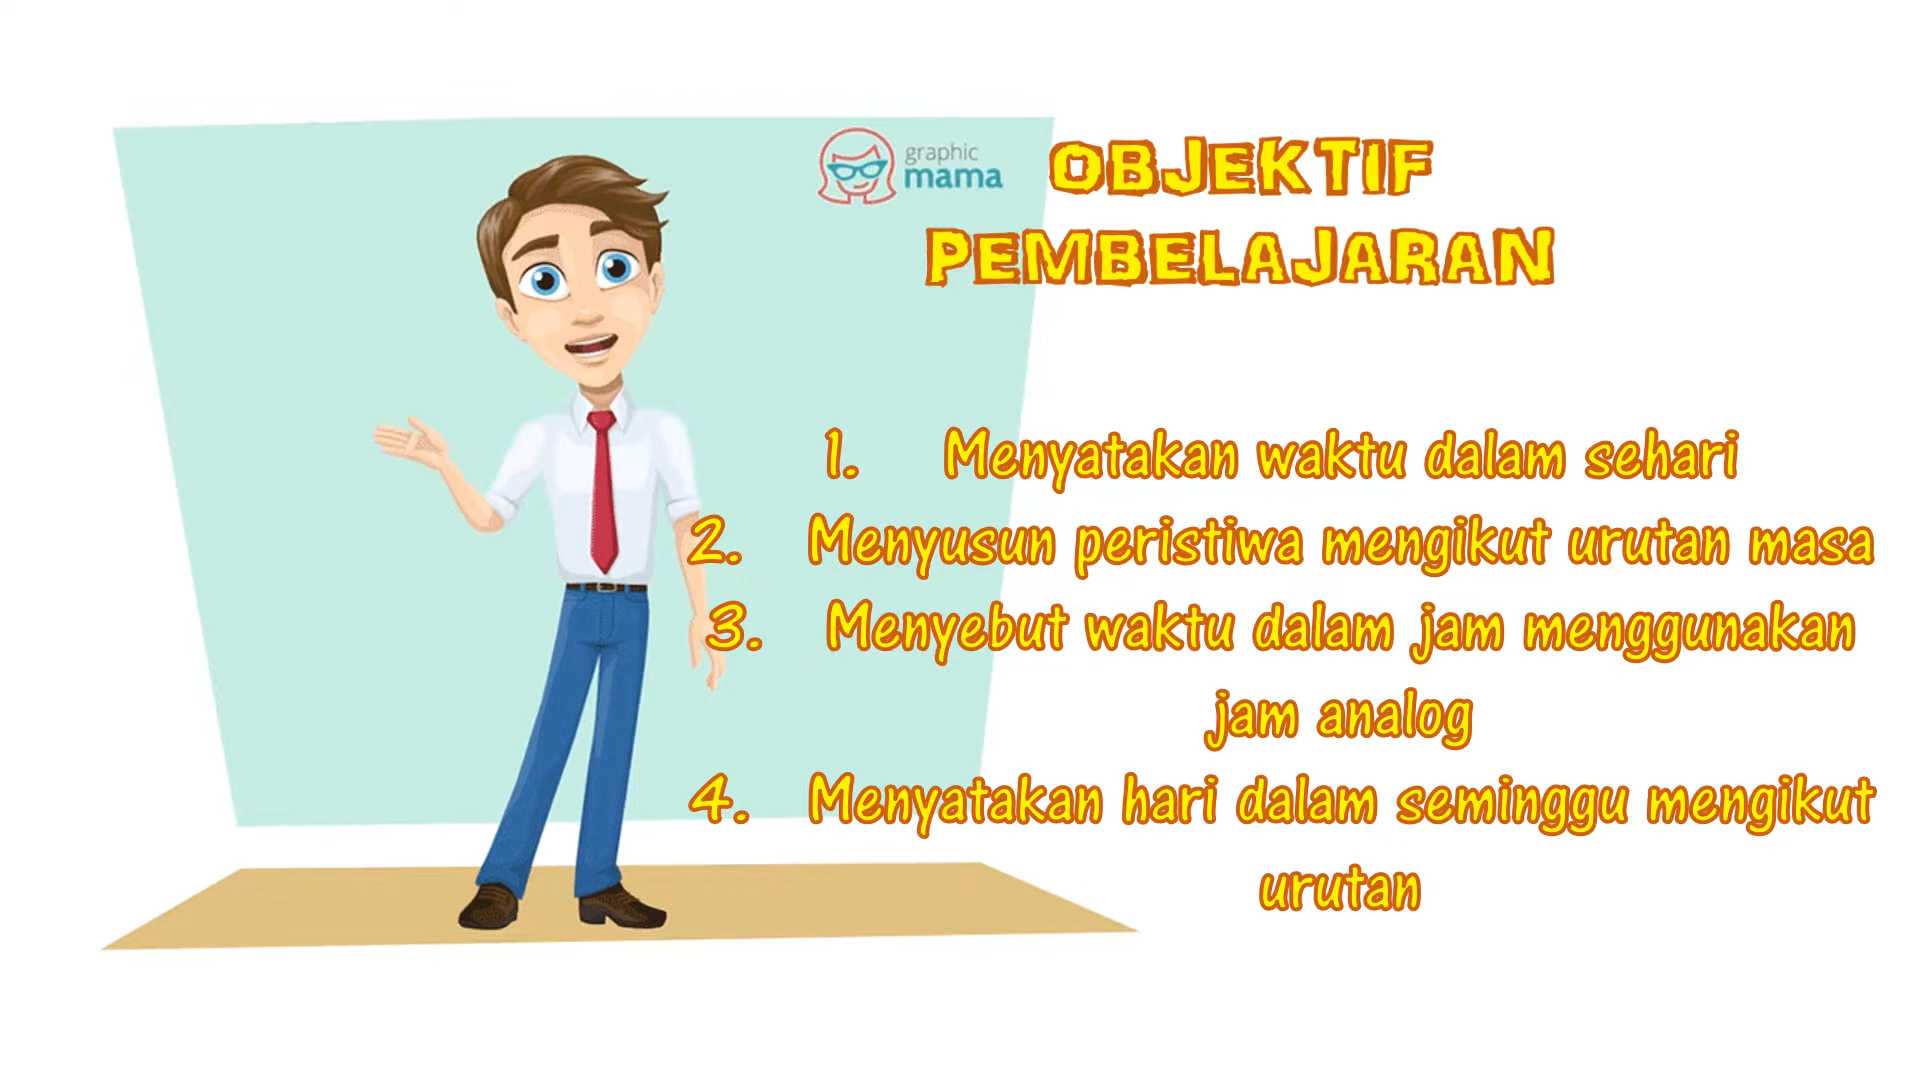 graphic
mama
OBJEKTIF
PEMBELAJARAN
1. Menyatakan waktu dalam sehari
2. Menyusun peristiwa mengikut urutan masa
3. Menyebut waktu dalam jam menggunakan
jam analog
4. Menyatakan hari dalam seminggu mengikut
urutan